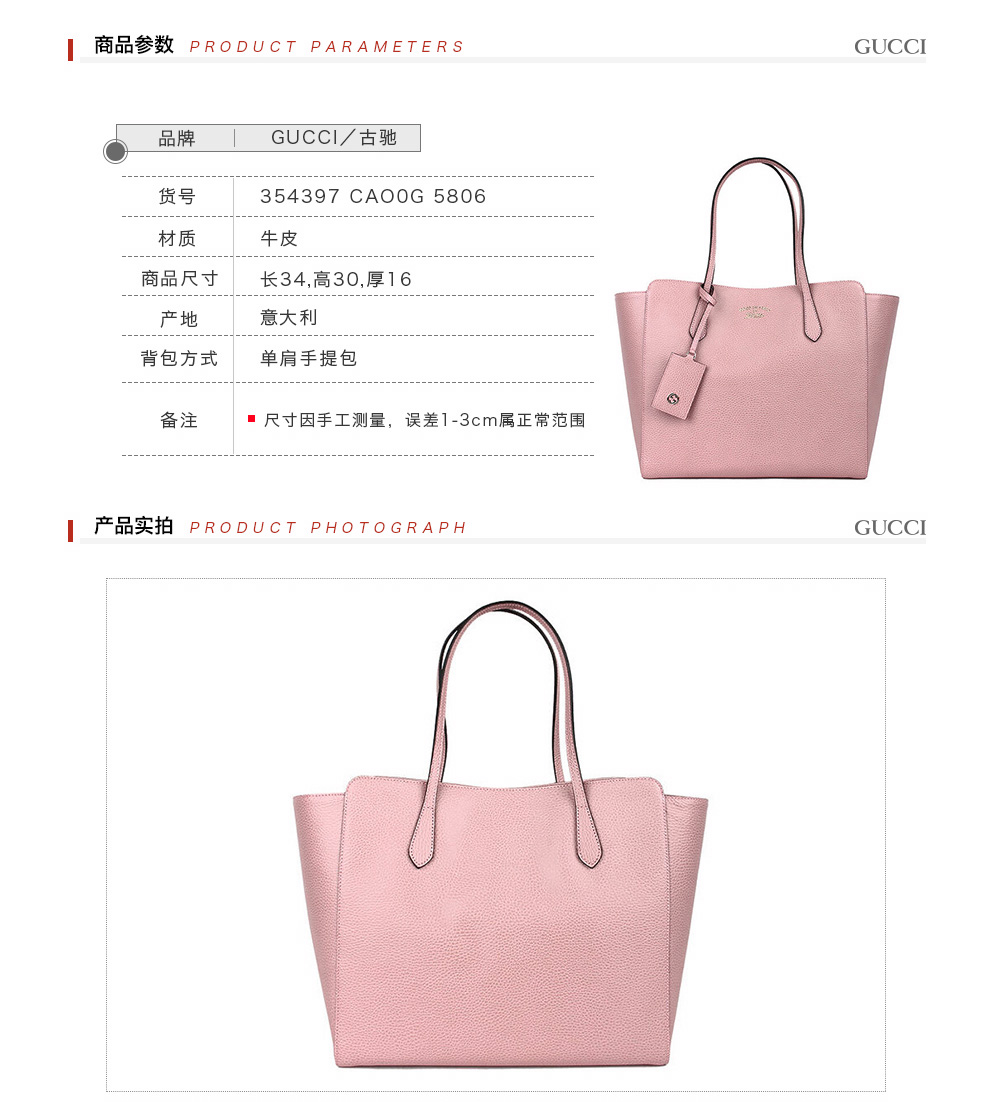 商品参数 PRODUCT PARAMETERS GUCCI
品牌 GUCCI／古驰
货号 354397 CAO0G 5806
材质 牛皮
商品尺寸 长34,高30,厚16
产地 意大利
背包方式 单肩手提包
备注 尺寸因手工测量，误差1-3cm属正常范围
产品实拍 PRODUCT PHOTOGRAPH GUCCI